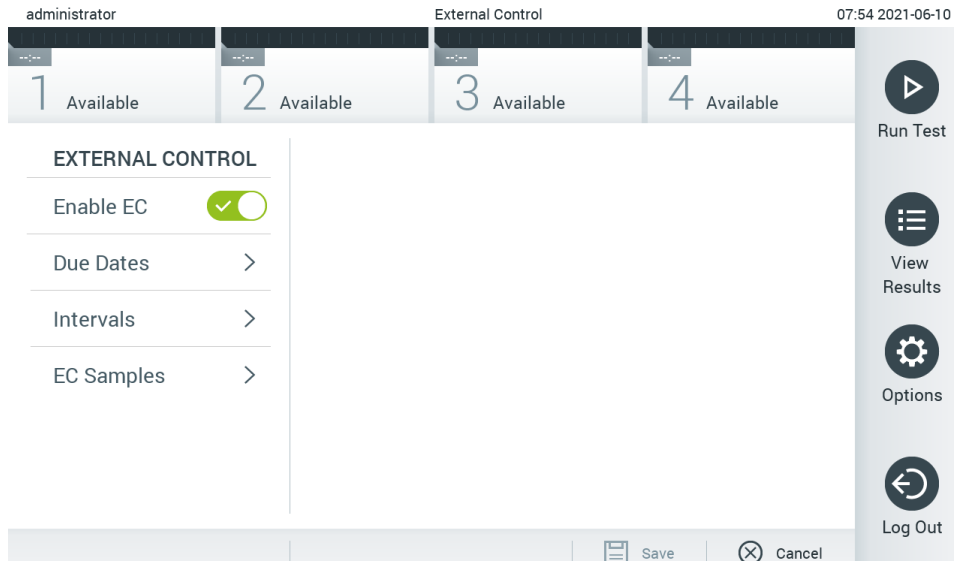 administrator
External Control
07:54 2021-06-10
--:--
1 Available
--:--
2 Available
--:--
3 Available
--:--
4 Available
Run Test
View
Results
Options
Log Out
EXTERNAL CONTROL
Enable EC
Due Dates
Intervals
EC Samples
Save
Cancel